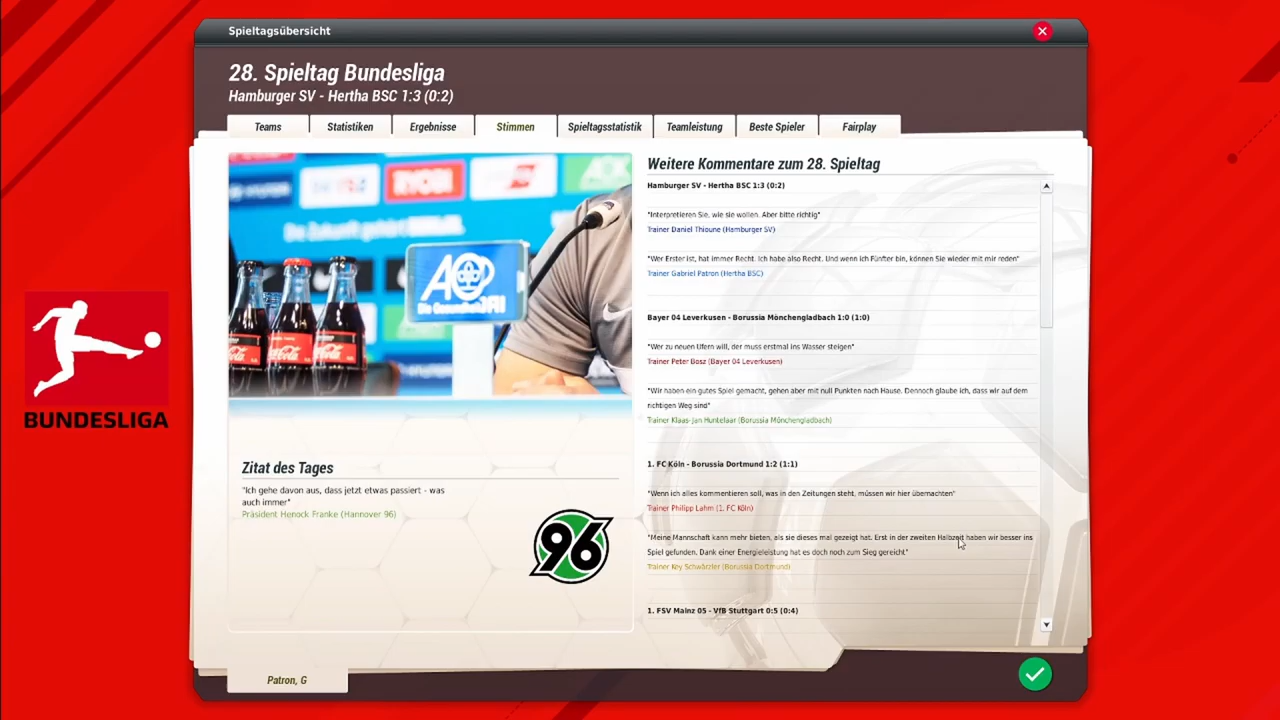 Spieltagsübersicht
28. Spieltag Bundesliga
Hamburger SV - Hertha BSC 1:3 (0:2)
Teams
Statistiken
Ergebnisse
Stimmen
Spieltagsstatistik
Teamleistung
Beste Spieler
Fairplay
RYOBI
Die Zukunft gehört
AO
Die Gesundheits
Coca-Cola
BUNDESLIGA
Zitat des Tages
"Ich gehe davon aus, dass jetzt etwas passiert - was
auch immer"
Präsident Henock Franke (Hannover 96)
96
Weitere Kommentare zum 28. Spieltag
Hamburger SV - Hertha BSC 1:3 (0:2)
"Interpretieren Sie, wie sie wollen. Aber bitte richtig"
Trainer Daniel Thioune (Hamburger SV)
"Wer Erster ist, hat immer Recht. Ich habe also Recht. Und wenn ich Fünfter bin, können Sie wieder mit mir reden"
Trainer Gabriel Patron (Hertha BSC)
Bayer 04 Leverkusen - Borussia Mönchengladbach 1:0 (1:0)
"Wer zu neuen Ufern will, der muss erstmal ins Wasser steigen"
Trainer Peter Bosz (Bayer 04 Leverkusen)
"Wir haben ein gutes Spiel gemacht, gehen aber mit null Punkten nach Hause. Dennoch glaube ich, dass wir auf dem
richtigen Weg sind"
Trainer Klaas-Jan Huntelaar (Borussia Mönchengladbach)
1. FC Köln - Borussia Dortmund 1:2 (1:1)
"Wenn ich alles kommentieren soll, was in den Zeitungen steht, müssen wir hier übernachten"
Trainer Philipp Lahm (1. FC Köln)
"Meine Mannschaft kann mehr bieten, als sie dieses mal gezeigt hat. Erst in der zweiten Halbzeit haben wir besser ins
Spiel gefunden. Dank einer Energieleistung hat es doch noch zum Sieg gereicht"
Trainer Key Schwärzler (Borussia Dortmund)
1. FSV Mainz 05 - VfB Stuttgart 0:5 (0:4)
Patron, G